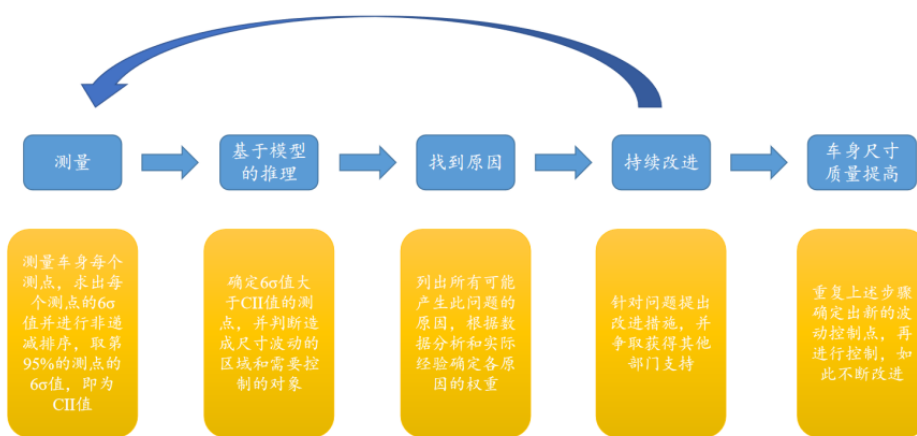 测量
基于模型
的推理
找到原因
持续改进
车身尺寸
质量提高
测量车身每个
测点，求出每
个测点的6σ
值并进行非递
减排序，取第
95%的测点的
6σ值，即为
CII值
确定6σ值大
于CII值的测
点，并判断造
成尺寸波动的
区域和需要控
制的对象
列出所有可能
产生此问题的
原因，根据数
据分析和实际
经验确定各原
因的权重
针对问题提出
改进措施，并
争取获得其他
部门支持
重复上述步骤
确定出新的波
动控制点，再
进行控制，如
此不断改进